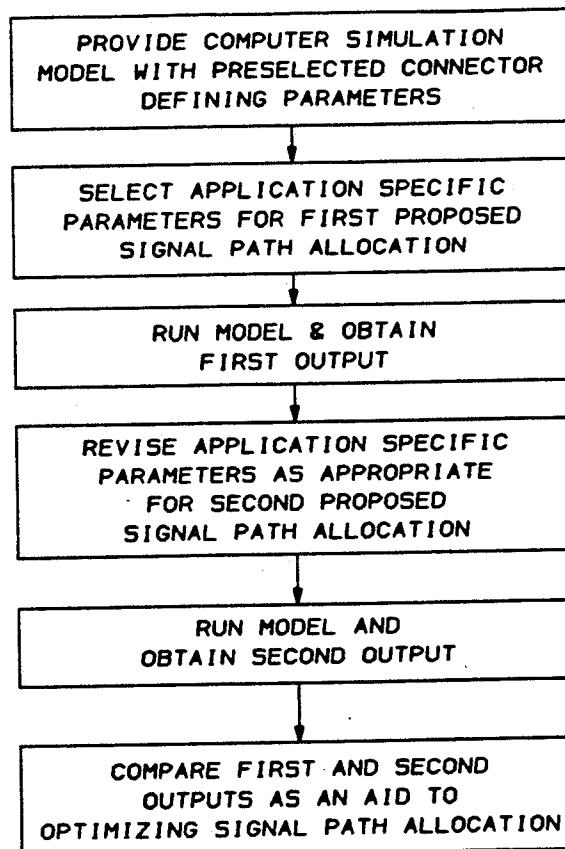 PROVIDE COMPUTER SIMULATION
MODEL WITH PRESELECTED CONNECTOR
DEFINING PARAMETERS
SELECT APPLICATION SPECIFIC
PARAMETERS FOR FIRST PROPOSED
SIGNAL PATH ALLOCATION
RUN MODEL & OBTAIN
FIRST OUTPUT
REVISE APPLICATION SPECIFIC
PARAMETERS AS APPROPRIATE
FOR SECOND PROPOSED
SIGNAL PATH ALLOCATION
RUN MODEL AND
OBTAIN SECOND OUTPUT
COMPARE FIRST AND SECOND
OUTPUTS AS AN AID TO
OPTIMIZING SIGNAL PATH ALLOCATION